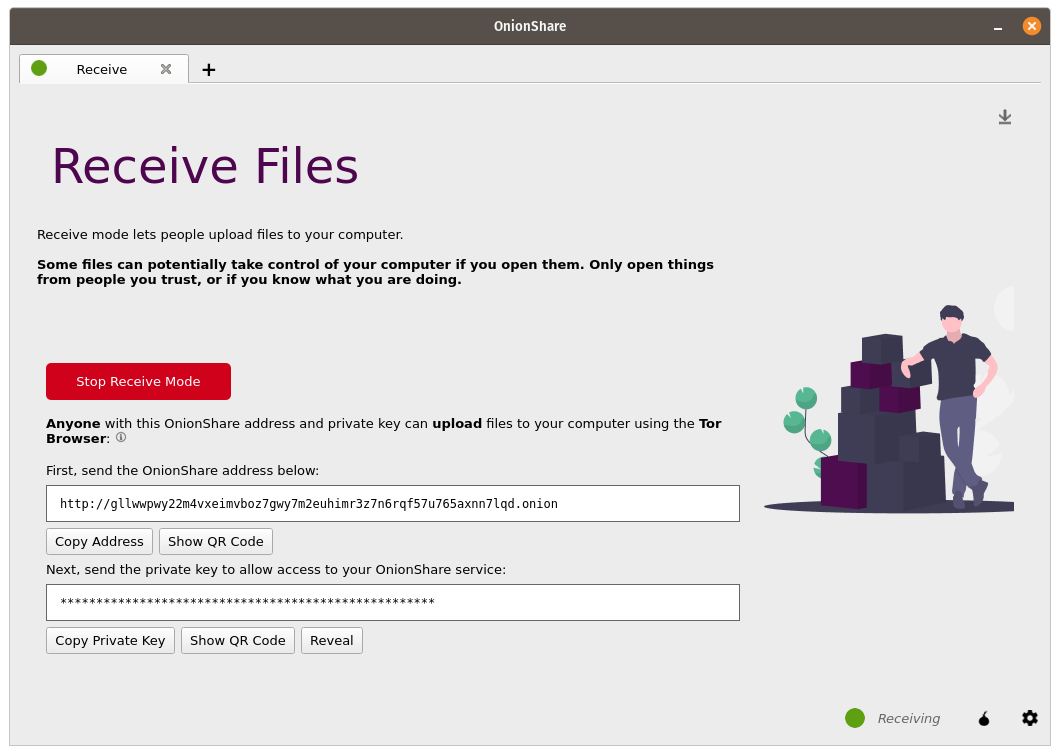 OnionShare
Receive
Receive Files
Receive mode lets people upload files to your computer.
Some files can potentially take control of your computer if you open them. Only open things
from people you trust, or if you know what you are doing.
Stop Receive Mode
Anyone with this OnionShare address and private key can upload files to your computer using the Tor
Browser:
First, send the OnionShare address below:
http://gllwwpwy22m4vxeimvboz7gwy7m2euhimr3z7n6rqf57u765axnn7lqd.onion
Copy Address Show QR Code
Next, send the private key to allow access to your OnionShare service:
****************************************************
Copy Private Key Show QR Code Reveal
Receiving